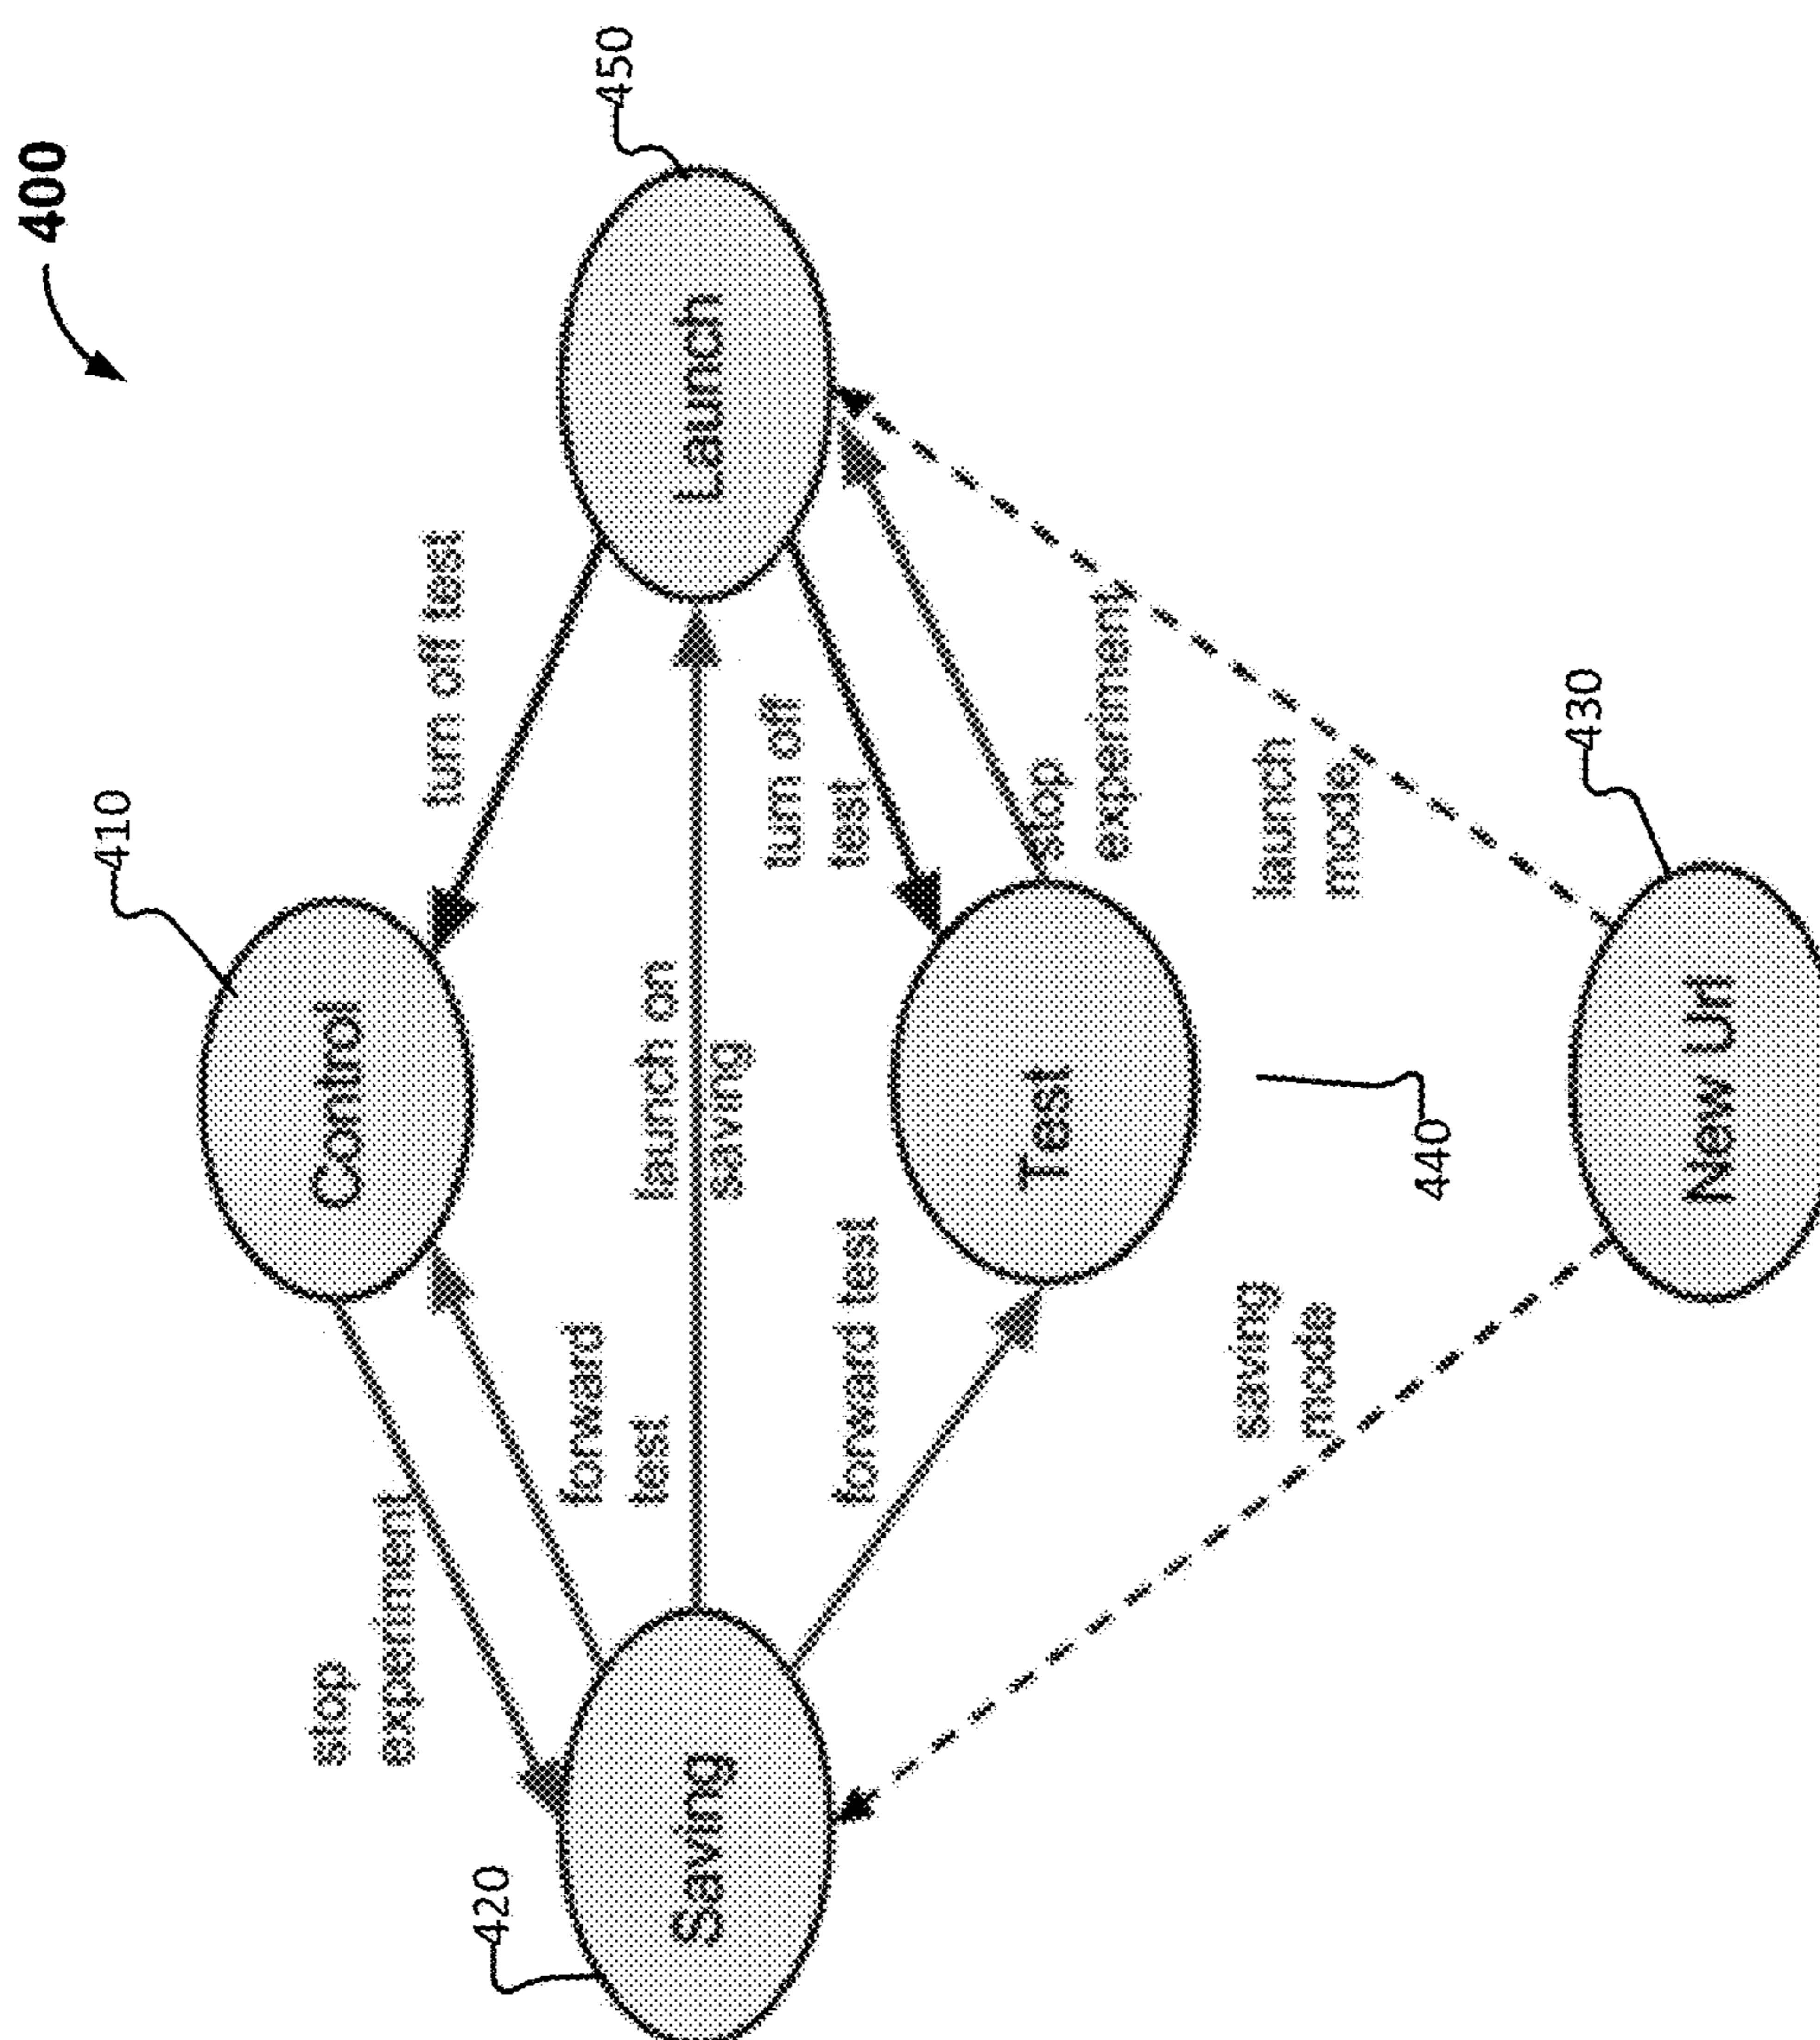 400
410
Control
420
Saving
450
Launch
440
Test
430
New Url
stop
experiment
forward
test
turn off test
launch on
saving
forward test
turn off
test
stop
experiment
saving
mode
launch
mode